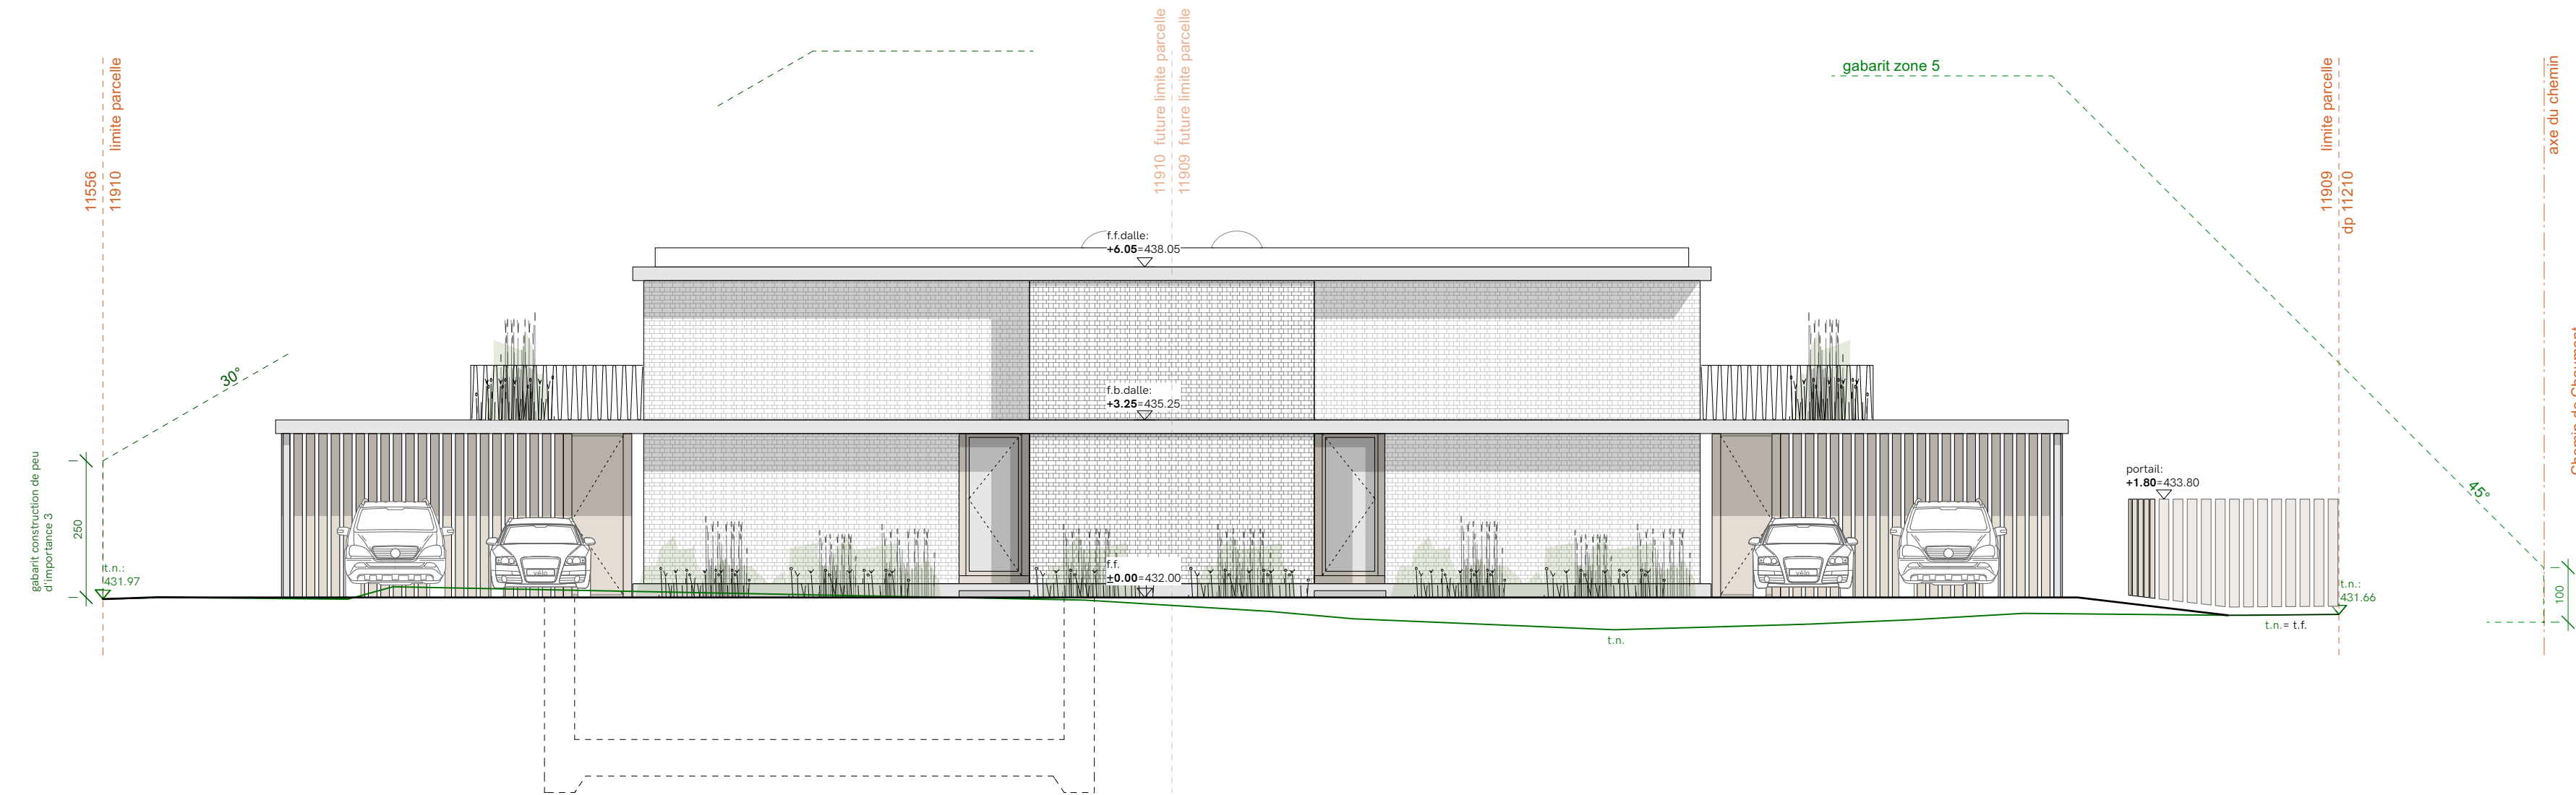 11556
11910 limite parcelle
11910 future limite parcelle
11909 future limite parcelle
gabarit zone 5
11909 limite parcelle
dp 11210
axe du chemin
f.f.dalle:
+6.05=438.05
30°
f.b.dalle:
+3.25=435.25
gabarit construction de peu
d'importance 3
250
t.n.:
431.97
f.f.
±0.00=432.00
vélo
vélo
portail:
+1.80=433.80
45°
t.n.:
431.66
100
t.n.
t.n.= t.f.